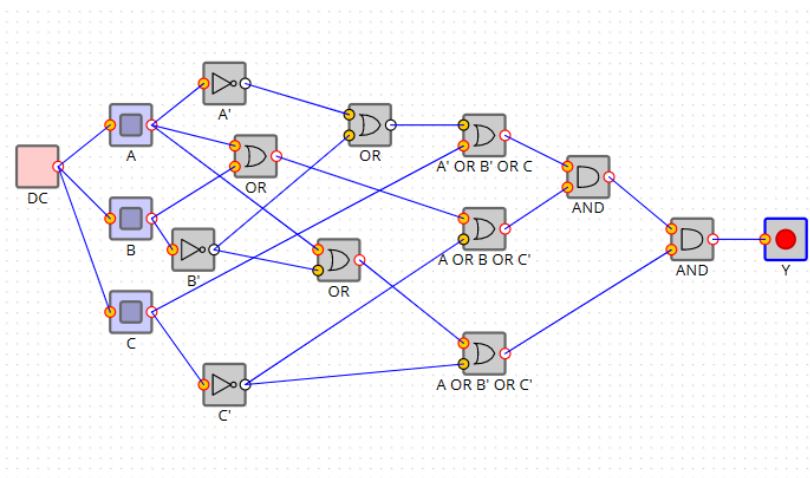 A'
A
OR
A' OR B' OR C
OR
DC
AND
B
B'
A OR B OR C'
OR
AND
Y
C
A OR B' OR C'
C'